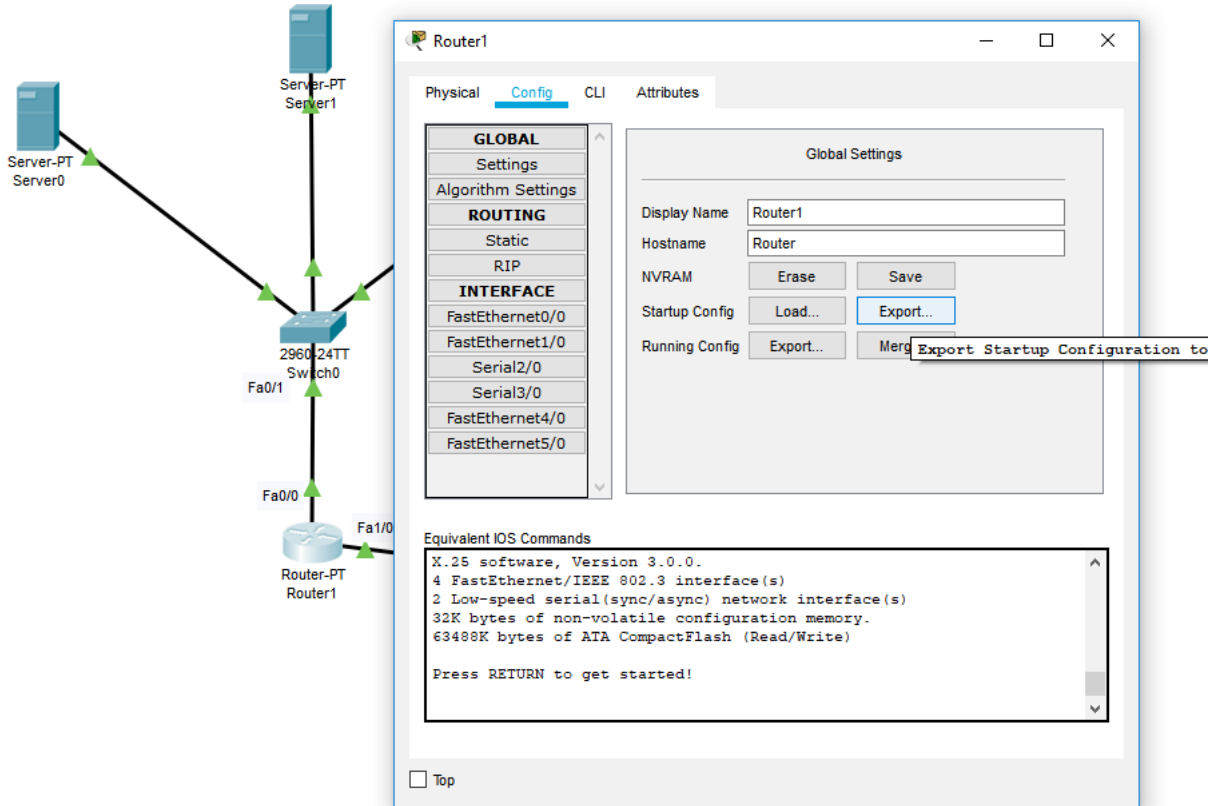 Server-PT
Server1
Server-PT
Server0
2960-24TT
Switch0
Fa0/1
Fa0/0
Fa1/0
Router-PT
Router1
Router1
Physical Config CLI Attributes
GLOBAL
Settings
Algorithm Settings
ROUTING
Static
RIP
INTERFACE
FastEthernet0/0
FastEthernet1/0
Serial2/0
Serial3/0
FastEthernet4/0
FastEthernet5/0
Global Settings
Display Name Router1
Hostname Router
NVRAM Erase Save
Startup Config Load... Export...
Running Config Export... Merg
Export Startup Configuration to
Equivalent IOS Commands
X.25 software, Version 3.0.0.
4 FastEthernet/IEEE 802.3 interface(s)
2 Low-speed serial(sync/async) network interface(s)
32K bytes of non-volatile configuration memory.
63488K bytes of ATA CompactFlash (Read/Write)
Press RETURN to get started!
Top